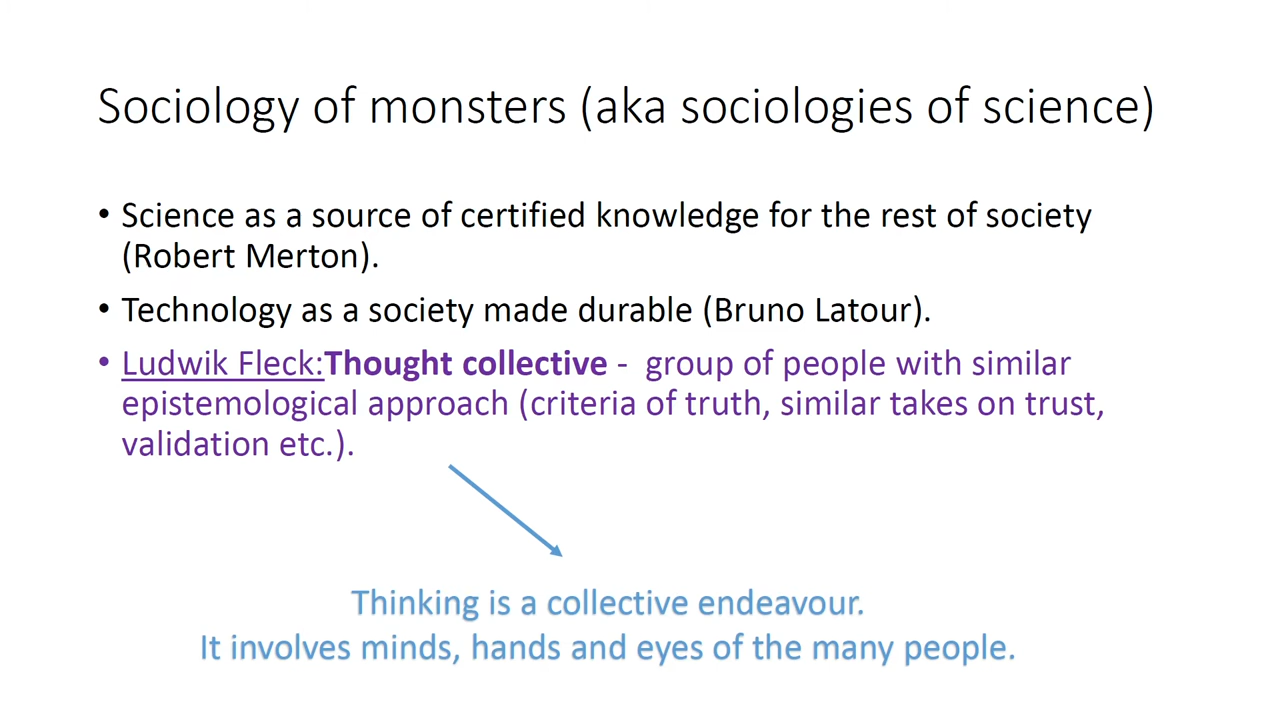 Sociology of monsters (aka sociologies of science)
• Science as a source of certified knowledge for the rest of society
(Robert Merton).
• Technology as a society made durable (Bruno Latour).
• Ludwik Fleck:Thought collective - group of people with similar
epistemological approach (criteria of truth, similar takes on trust,
validation etc.).
Thinking is a collective endeavour.
It involves minds, hands and eyes of the many people.